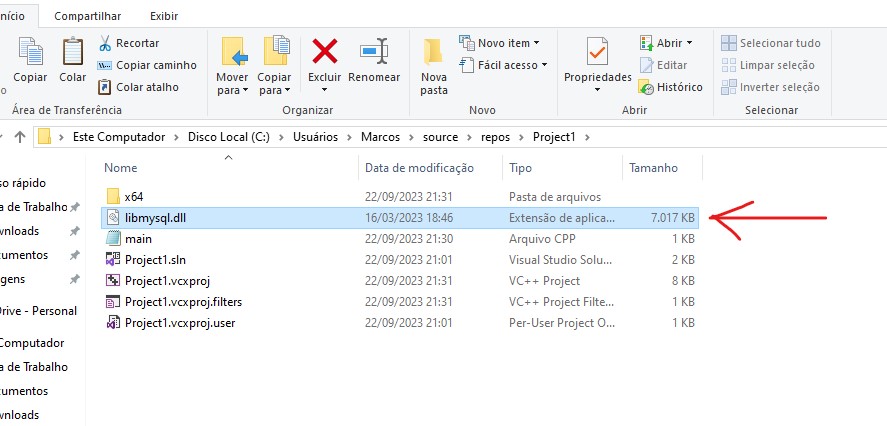 Início Compartilhar Exibir
Copiar
Colar
Recortar
Copiar caminho
Colar atalho
Área de Transferência
Mover para
Copiar para
Excluir
Renomear
Organizar
Nova pasta
Novo item
Fácil acesso
Novo
Propriedades
Abrir
Editar
Histórico
Abrir
Selecionar tudo
Limpar seleção
Inverter seleção
Selecionar
Este Computador > Disco Local (C:) > Usuários > Marcos > source > repos > Project1 >
Nome Data de modificação Tipo Tamanho
x64 22/09/2023 21:31 Pasta de arquivos
libmysql.dll 16/03/2023 18:46 Extensão de aplica... 7.017 KB
main 22/09/2023 21:30 Arquivo CPP 1 KB
Project1.sln 22/09/2023 21:01 Visual Studio Solu... 2 KB
Project1.vcxproj 22/09/2023 21:31 VC++ Project 8 KB
Project1.vcxproj.filters 22/09/2023 21:31 VC++ Project Filte... 1 KB
Project1.vcxproj.user 22/09/2023 21:01 Per-User Project O... 1 KB
so rápido
a de Trabalho
wnloads
cumentos
gens
Drive - Personal
Computador
a de Trabalho
cumentos
wnloads